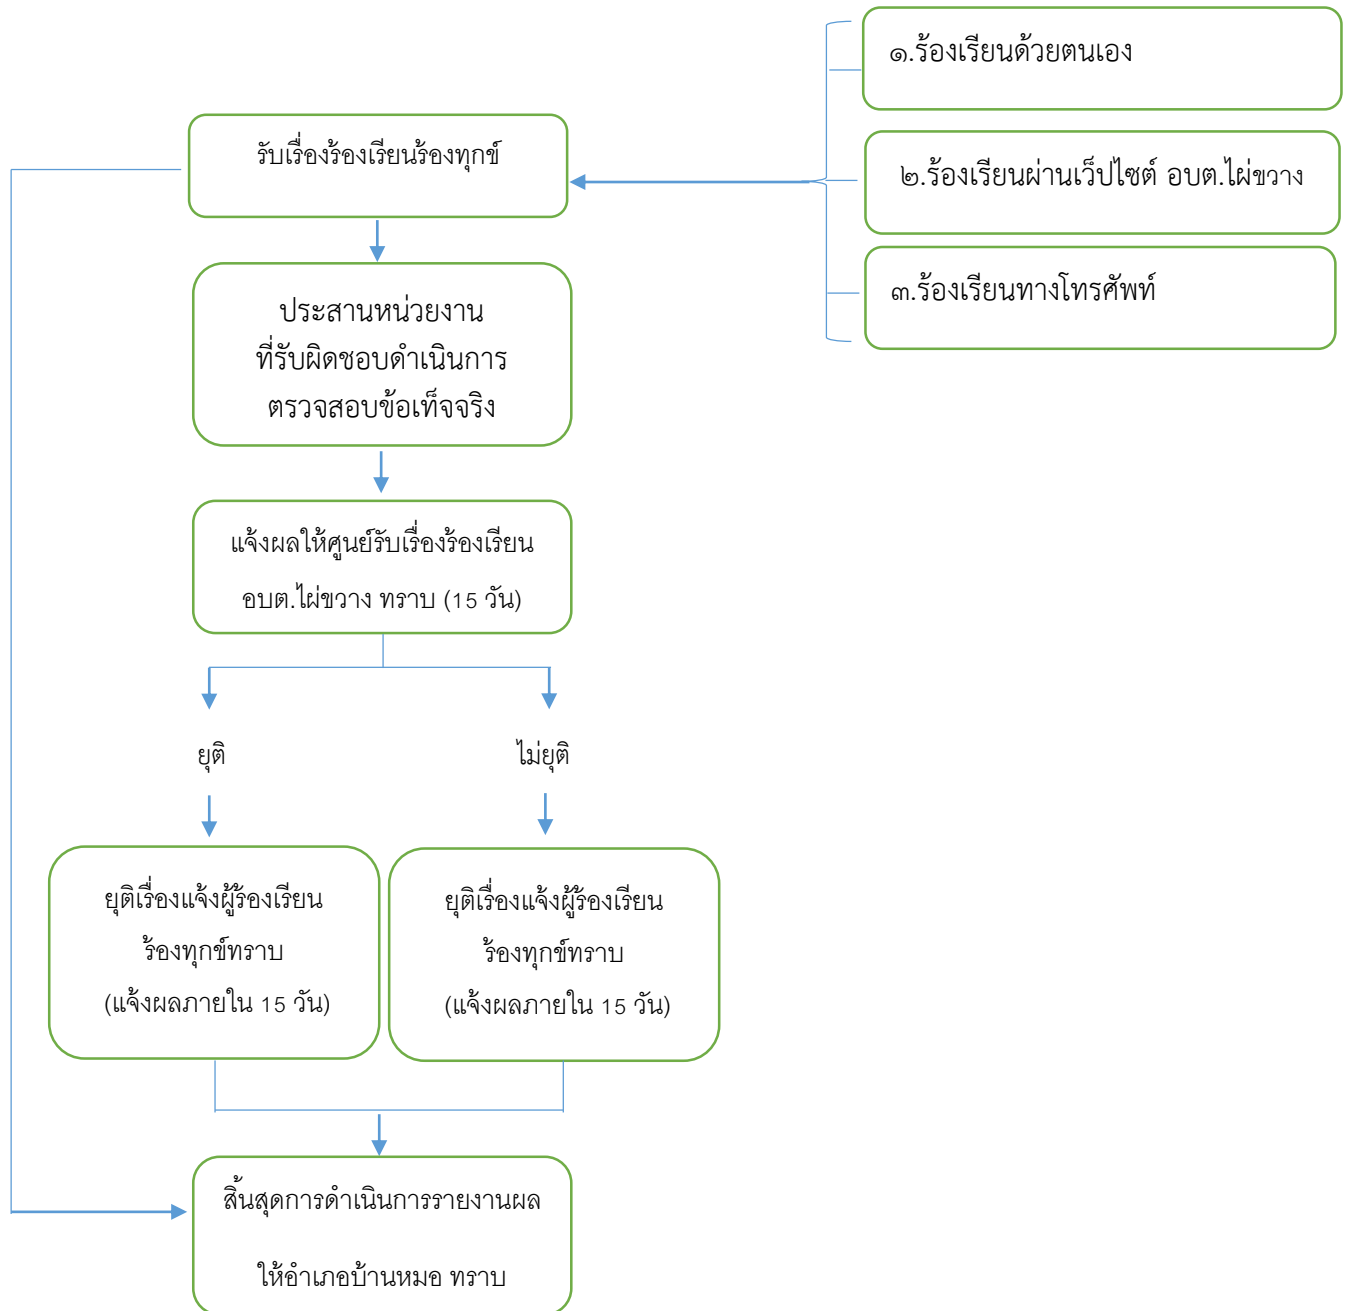 ๑.ร้องเรียนด้วยตนเอง
รับเรื่องร้องเรียนร้องทุกข์
๒.ร้องเรียนผ่านเว็ปไซต์ อบต.ไผ่ขวาง
๓.ร้องเรียนทางโทรศัพท์
ประสานหน่วยงาน
ที่รับผิดชอบดำเนินการ
ตรวจสอบข้อเท็จจริง
แจ้งผลให้ศูนย์รับเรื่องร้องเรียน
อบต.ไผ่ขวาง ทราบ (15 วัน)
ยุติ
ไม่ยุติ
ยุติเรื่องแจ้งผู้ร้องเรียน
ร้องทุกข์ทราบ
(แจ้งผลภายใน 15 วัน)
ยุติเรื่องแจ้งผู้ร้องเรียน
ร้องทุกข์ทราบ
(แจ้งผลภายใน 15 วัน)
สิ้นสุดการดำเนินการรายงานผล
ให้อำเภอบ้านหมอ ทราบ